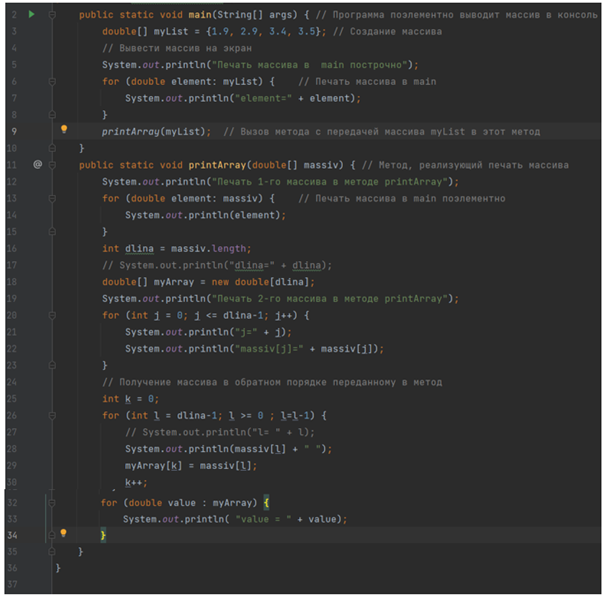 2 public static void main(String[] args) { // Программа поэлементно выводит массив в консоль
3 double[] myList = {1.9, 2.9, 3.4, 3.5}; // Создание массива
4 // Вывести массив на экран
5 System.out.println("Печать массива в  main построчно");
6 for (double element: myList) {    // Печать массива в main
7 System.out.println("element=" + element);
8 }
9 printArray(myList);  // Вызов метода с передачей массива myList в этот метод
10 }
11 @ public static void printArray(double[] massiv) { // Метод, реализующий печать массива
12 System.out.println("Печать 1-го массива в методе printArray");
13 for (double element: massiv) {    // Печать массива в main поэлементно
14 System.out.println(element);
15 }
16 int dlina = massiv.length;
17 // System.out.println("dlina=" + dlina);
18 double[] myArray = new double[dlina];
19 System.out.println("Печать 2-го массива в методе printArray");
20 for (int j = 0; j <= dlina-1; j++) {
21 System.out.println("j=" + j);
22 System.out.println("massiv[j]=" + massiv[j]);
23 }
24 // Получение массива в обратном порядке переданному в метод
25 int k = 0;
26 for (int l = dlina-1; l >= 0 ; l=l-1) {
27 // System.out.println("l= " + l);
28 System.out.println(massiv[l] + " ");
29 myArray[k] = massiv[l];
30 k++;
32 for (double value : myArray) {
33 System.out.println( "value = " + value);
34 }
35 }
36 }
37